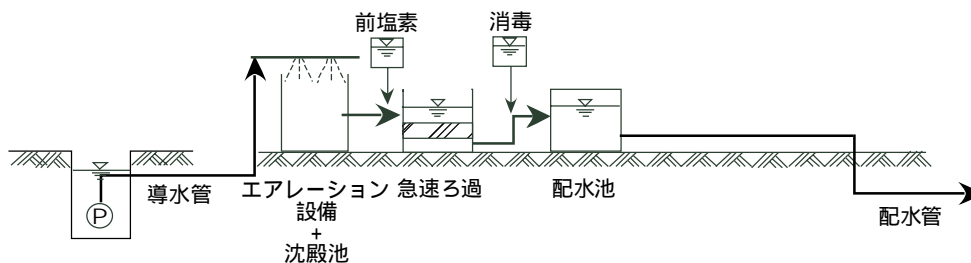 前塩素
消毒
P
導水管
エアレーション
設備
+
沈殿池
急速ろ過
配水池
配水管